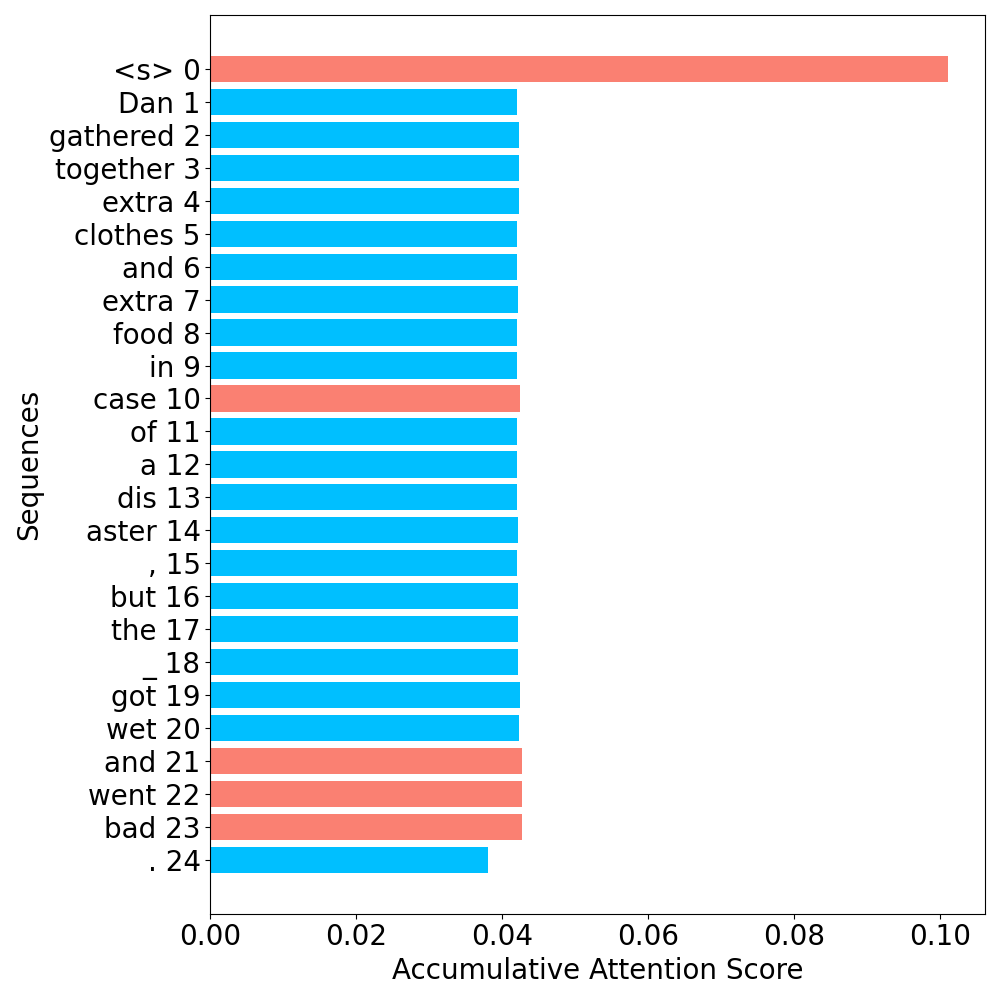 <s> 0
Dan 1
gathered 2
together 3
extra 4
clothes 5
and 6
extra 7
food 8
in 9
case 10
of 11
a 12
dis 13
aster 14
, 15
but 16
the 17
_ 18
got 19
wet 20
and 21
went 22
bad 23
. 24
Sequences
0.00 0.02 0.04 0.06 0.08 0.10
Accumulative Attention Score